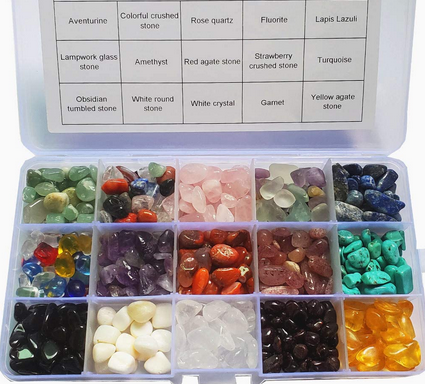 Aventurine
Colorful crushed
stone
Rose quartz
Fluorite
Lapis Lazuli
Lampwork glass
stone
Amethyst
Red agate stone
Strawberry
crushed stone
Turquoise
Obsidian
tumbled stone
White round
stone
White crystal
Garnet
Yellow agate
stone